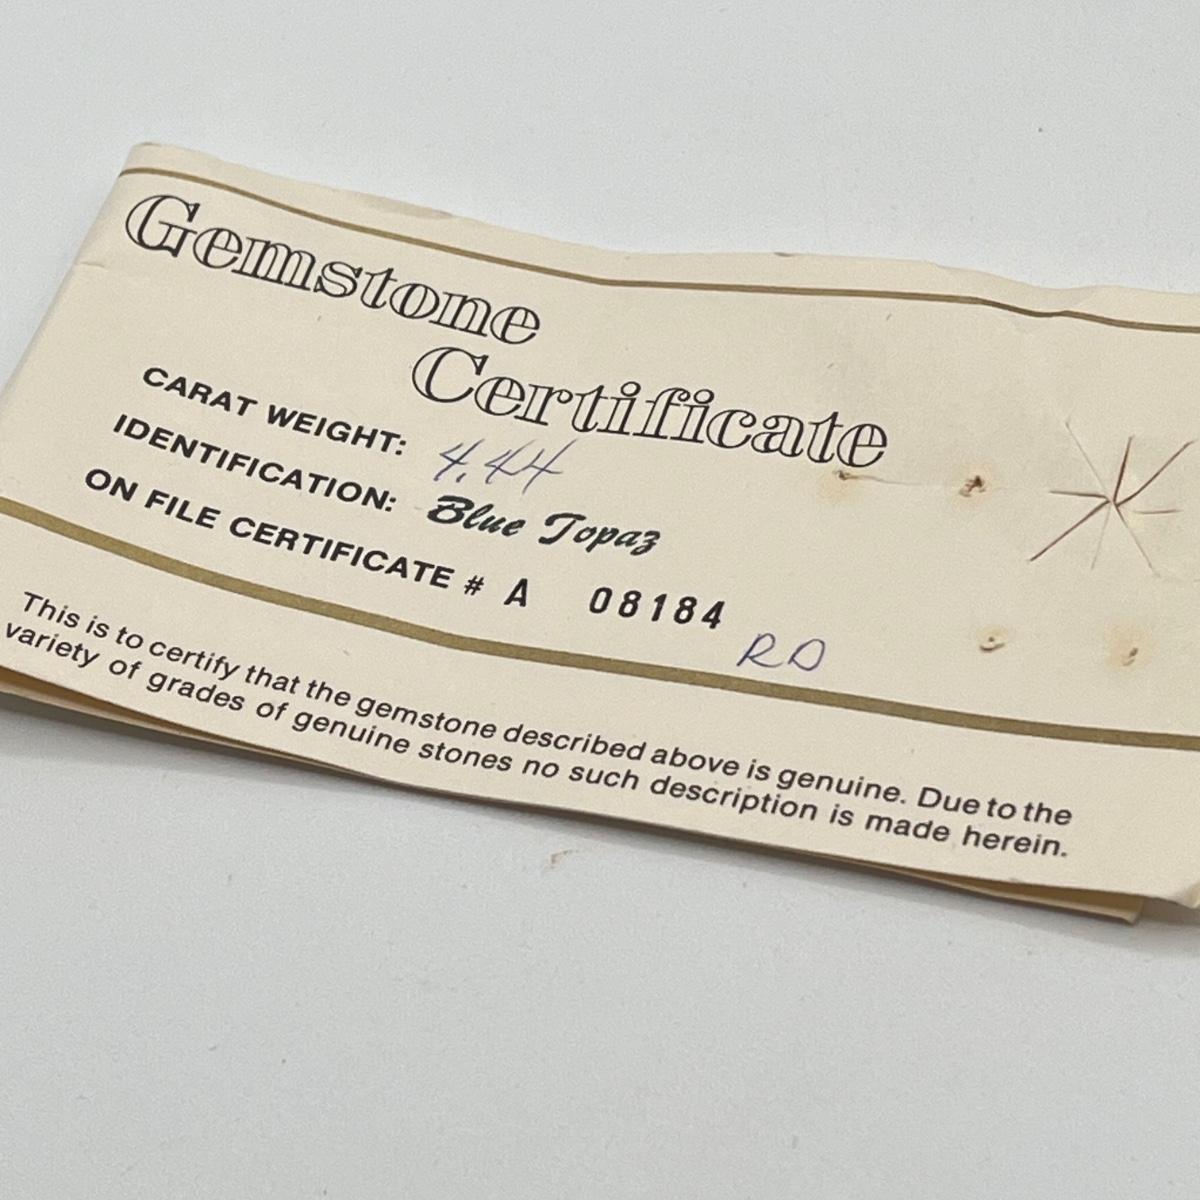 Gemstone
Certificate
CARAT WEIGHT: 4.44
IDENTIFICATION: Blue Topaz
ON FILE CERTIFICATE # A 08184
RD
This is to certify that the gemstone described above is genuine. Due to the
variety of grades of genuine stones no such description is made herein.